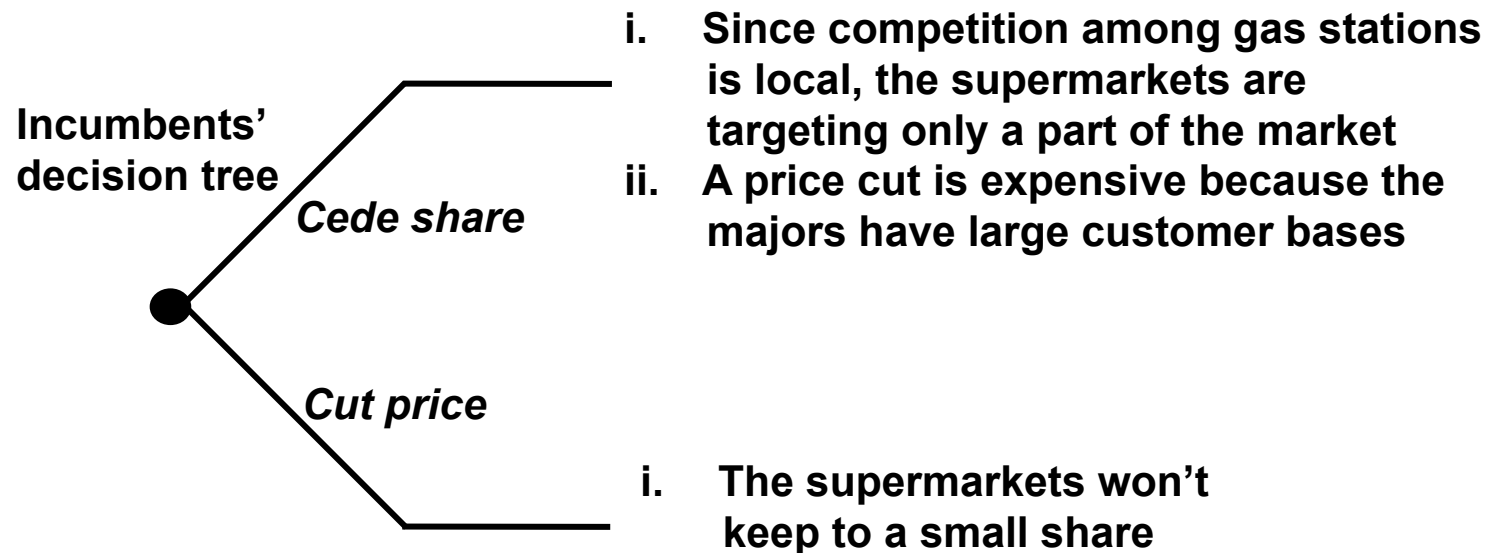 i. Since competition among gas stations
is local, the supermarkets are
targeting only a part of the market
ii. A price cut is expensive because the
majors have large customer bases
Incumbents’
decision tree
Cede share
Cut price
i. The supermarkets won’t
keep to a small share